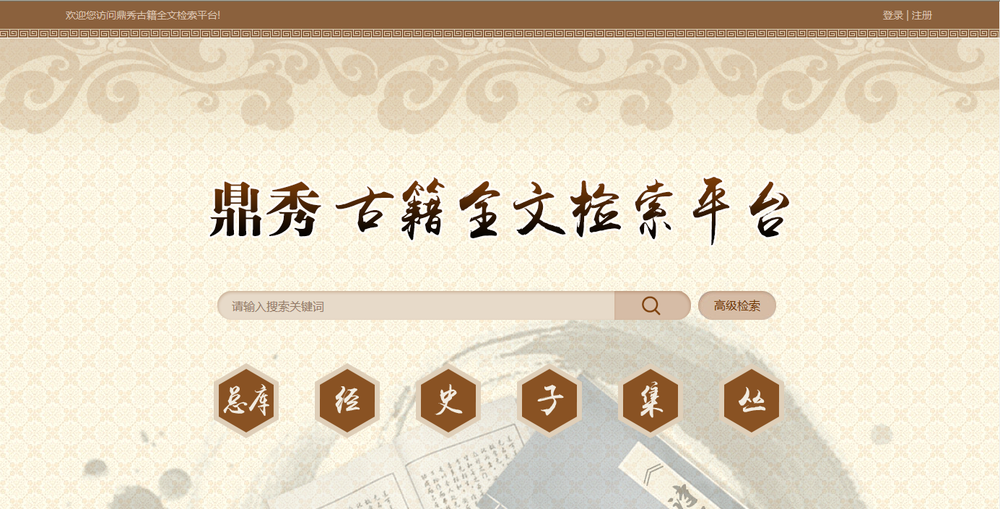 欢迎您访问鼎秀古籍全文检索平台!
登录 | 注册
鼎秀古籍全文检索平台
请输入搜索关键词
高级检索
总库 经 史 子 集 丛